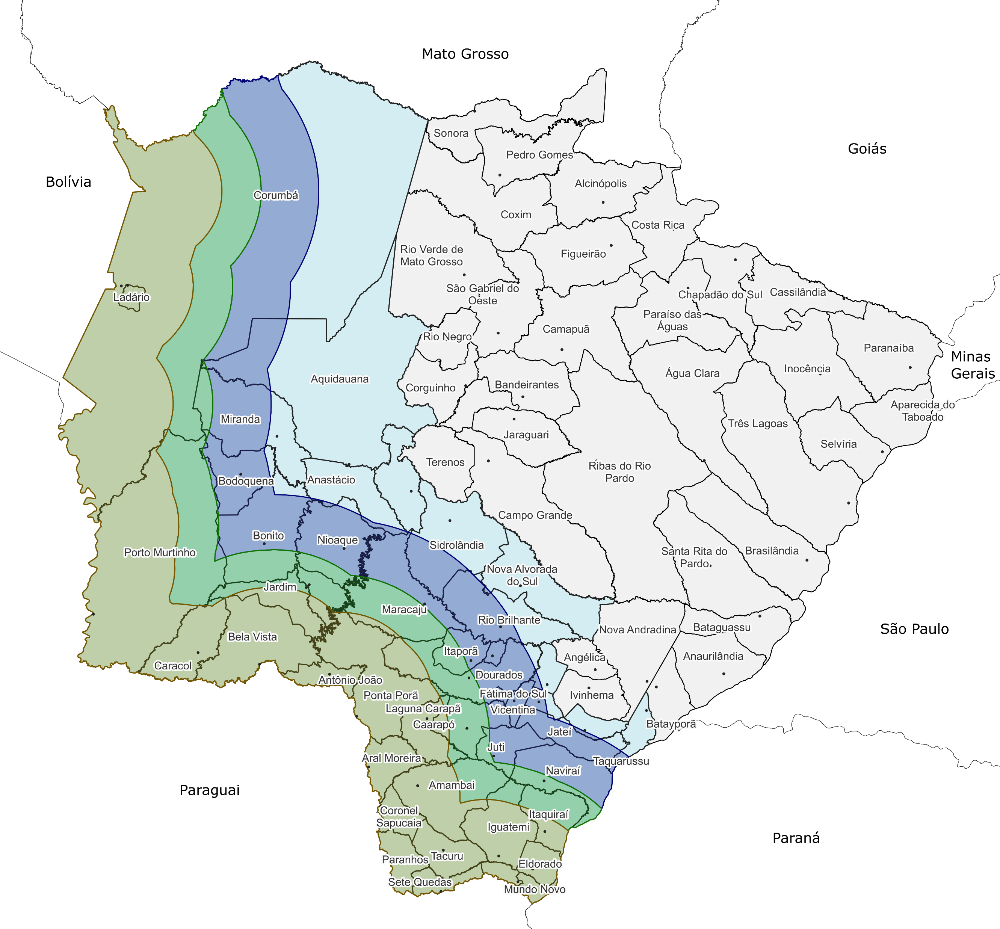 Mato Grosso
Sonora
Goiás
Pedro Gomes
Bolívia
Alcinópolis
Corumbá
Coxim
Costa Rica
Rio Verde de
Mato Grosso
Figueirão
São Gabriel do
Oeste
Chapadão do Sul
Cassilândia
Ladário
Paraíso das
Águas
Rio Negro
Camapuã
Paranaíba
Minas
Gerais
Inocência
Água Clara
Aquidauana
Corguinho
Bandeirantes
Aparecida do
Taboado
Miranda
Três Lagoas
Jaraguari
Selvíria
Terenos
Ribas do Rio
Pardo
Bodoquena
Anastácio
Campo Grande
Bonito
Nioaque
Sidrolândia
Porto Murtinho
Santa Rita do
Pardo
Brasilândia
Nova Alvorada
do Sul
Jardim
Maracaju
Rio Brilhante
Nova Andradina
Bataguassu
São Paulo
Bela Vista
Itaporã
Angélica
Anaurilândia
Caracol
Dourados
Antônio João
Ponta Porã
Fátima do Sul
Ivinhema
Laguna Carapã
Vicentina
Caarapó
Batayporã
Jateí
Juti
Aral Moreira
Taquarussu
Naviraí
Paraguai
Amambai
Coronel
Sapucaia
Itaquiraí
Iguatemi
Paraná
Paranhos
Tacuru
Eldorado
Sete Quedas
Mundo Novo